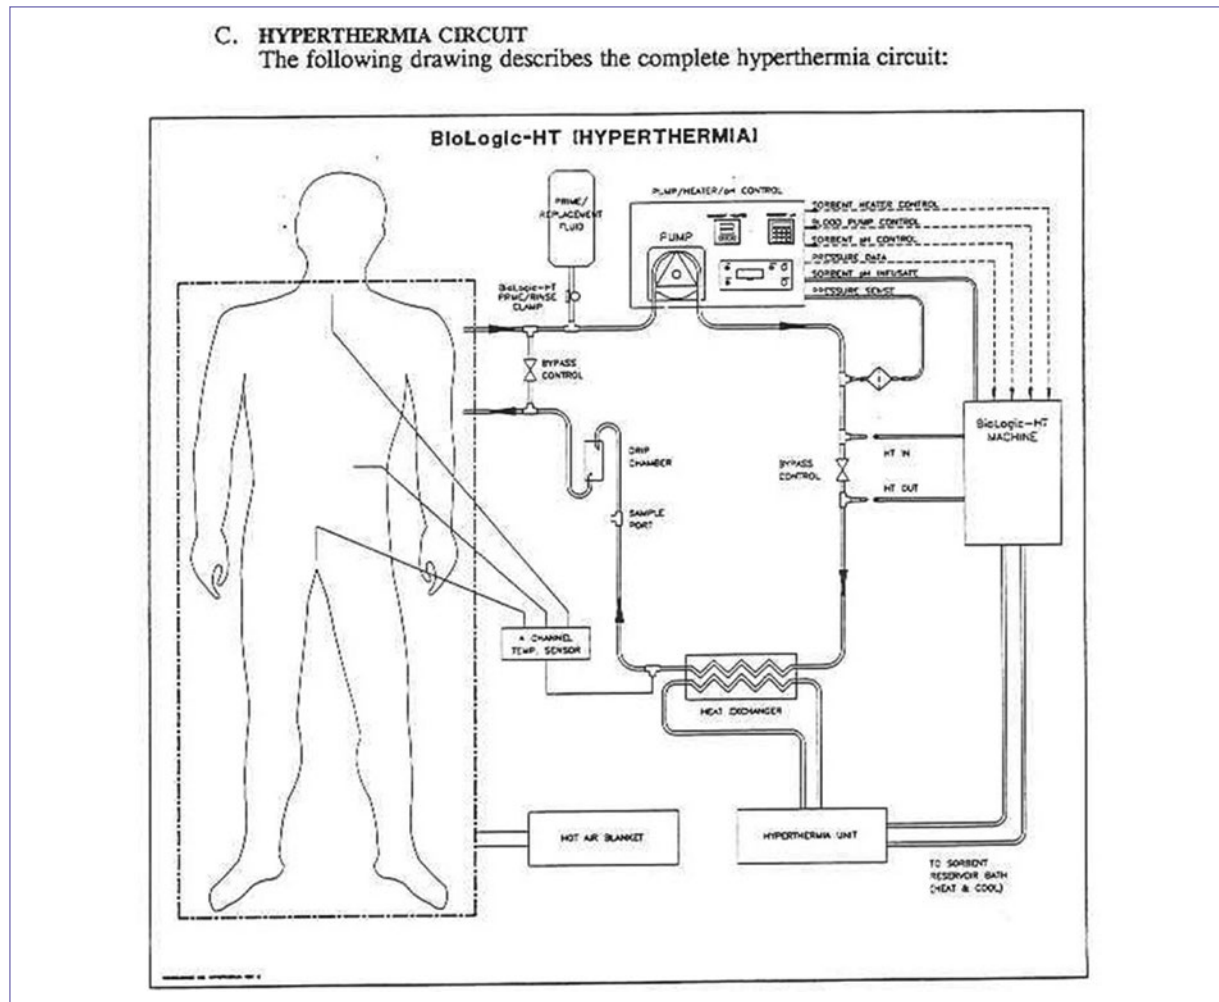 C. HYPERTHERMIA CIRCUIT
The following drawing describes the complete hyperthermia circuit:
BioLogic-HT [HYPERTHERMIA]
PRIME/
REPLACEMENT
FLUID
PUMP/HEATER/pH CONTROL
PUMP
SORBENT HEATER CONTROL
BLOOD PUMP CONTROL
SORBENT pH CONTROL
PRESSURE DATA
SORBENT pH INFUSATE
PRESSURE SENSE
BioLogic-HT
PRIME/RINSE
CLAMP
BYPASS
CONTROL
DRIP
CHAMBER
SAMPLE
PORT
BYPASS
CONTROL
HT IN
HT OUT
BioLogic-HT
MACHINE
4 CHANNEL
TEMP. SENSOR
HEAT EXCHANGER
HOT AIR BLANKET
HYPERTHERMIA UNIT
TO SORBENT
RESERVOIR BATH
(HEAT & COOL)